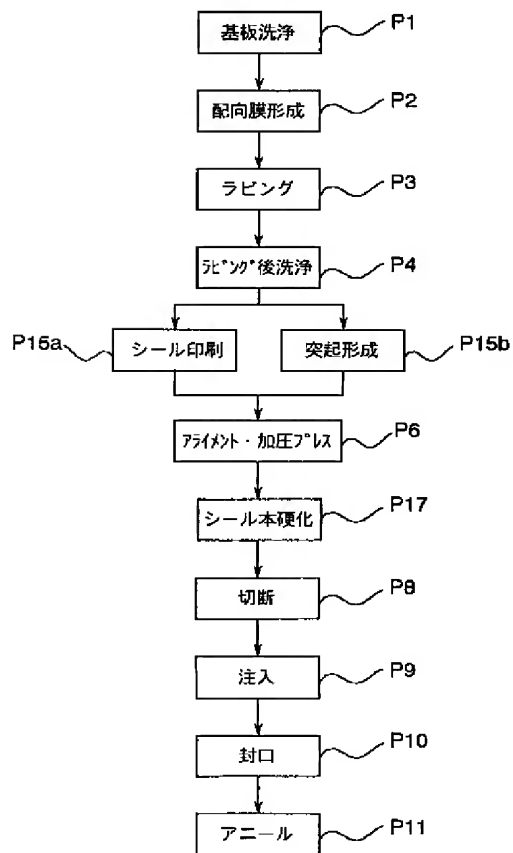 基板洗浄 P1
配向膜形成 P2
ラビング P3
ﾗﾋﾞﾝｸﾞ後洗浄 P4
P15a シール印刷 突起形成 P15b
ｱﾗｲﾒﾝﾄ・加圧ﾌﾟﾚｽ P6
シール本硬化 P17
切断 P8
注入 P9
封口 P10
アニール P11